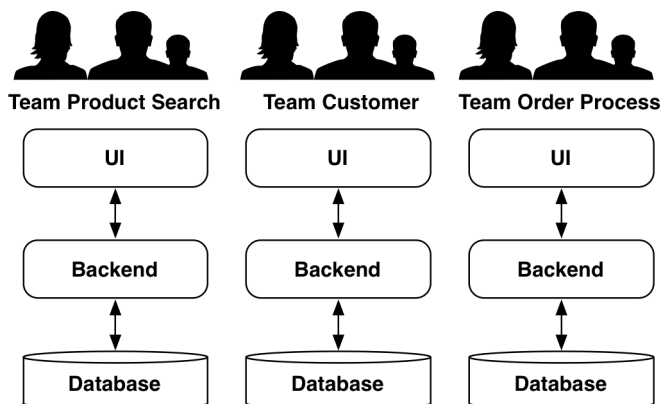 Team Product Search Team Customer Team Order Process
UI UI UI
Backend Backend Backend
Database Database Database